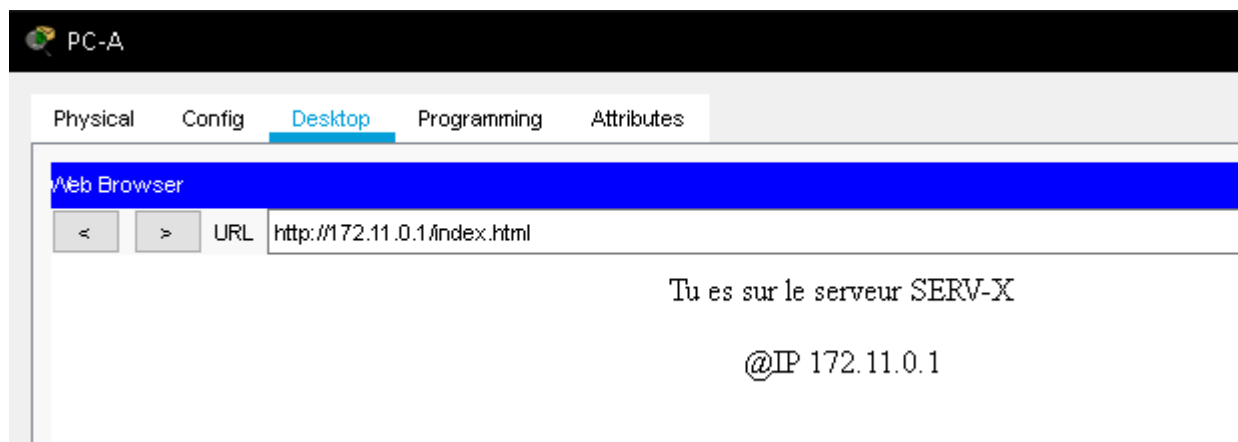 PC-A
Physical Config Desktop Programming Attributes
Web Browser
< > URL http://172.11.0.1/index.html
Tu es sur le serveur SERV-X
@IP 172.11.0.1